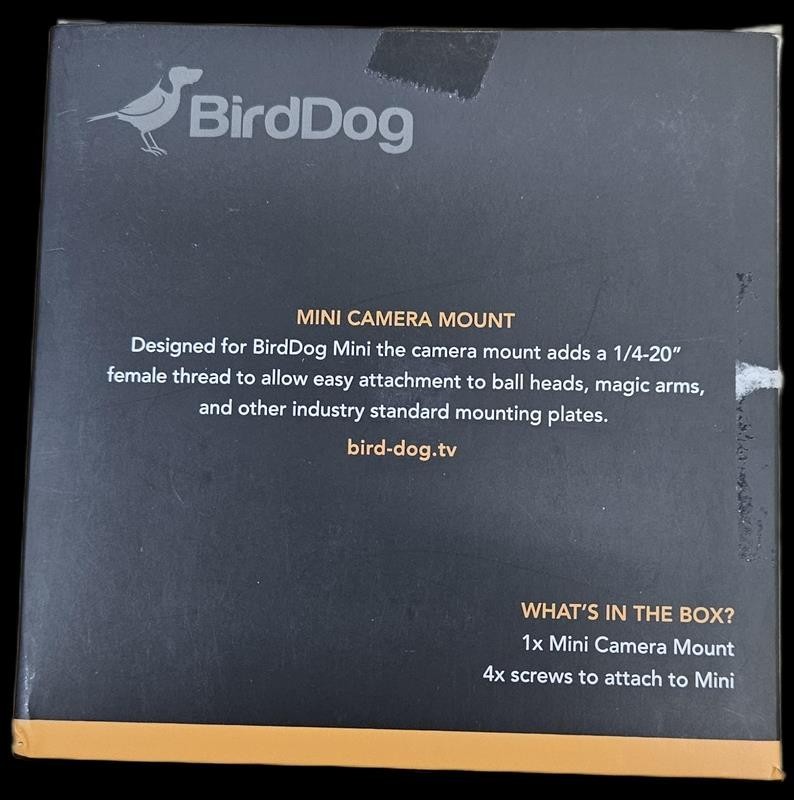 BirdDog
MINI CAMERA MOUNT
Designed for BirdDog Mini the camera mount adds a 1/4-20”
female thread to allow easy attachment to ball heads, magic arms,
and other industry standard mounting plates.
bird-dog.tv
WHAT’S IN THE BOX?
1x Mini Camera Mount
4x screws to attach to Mini